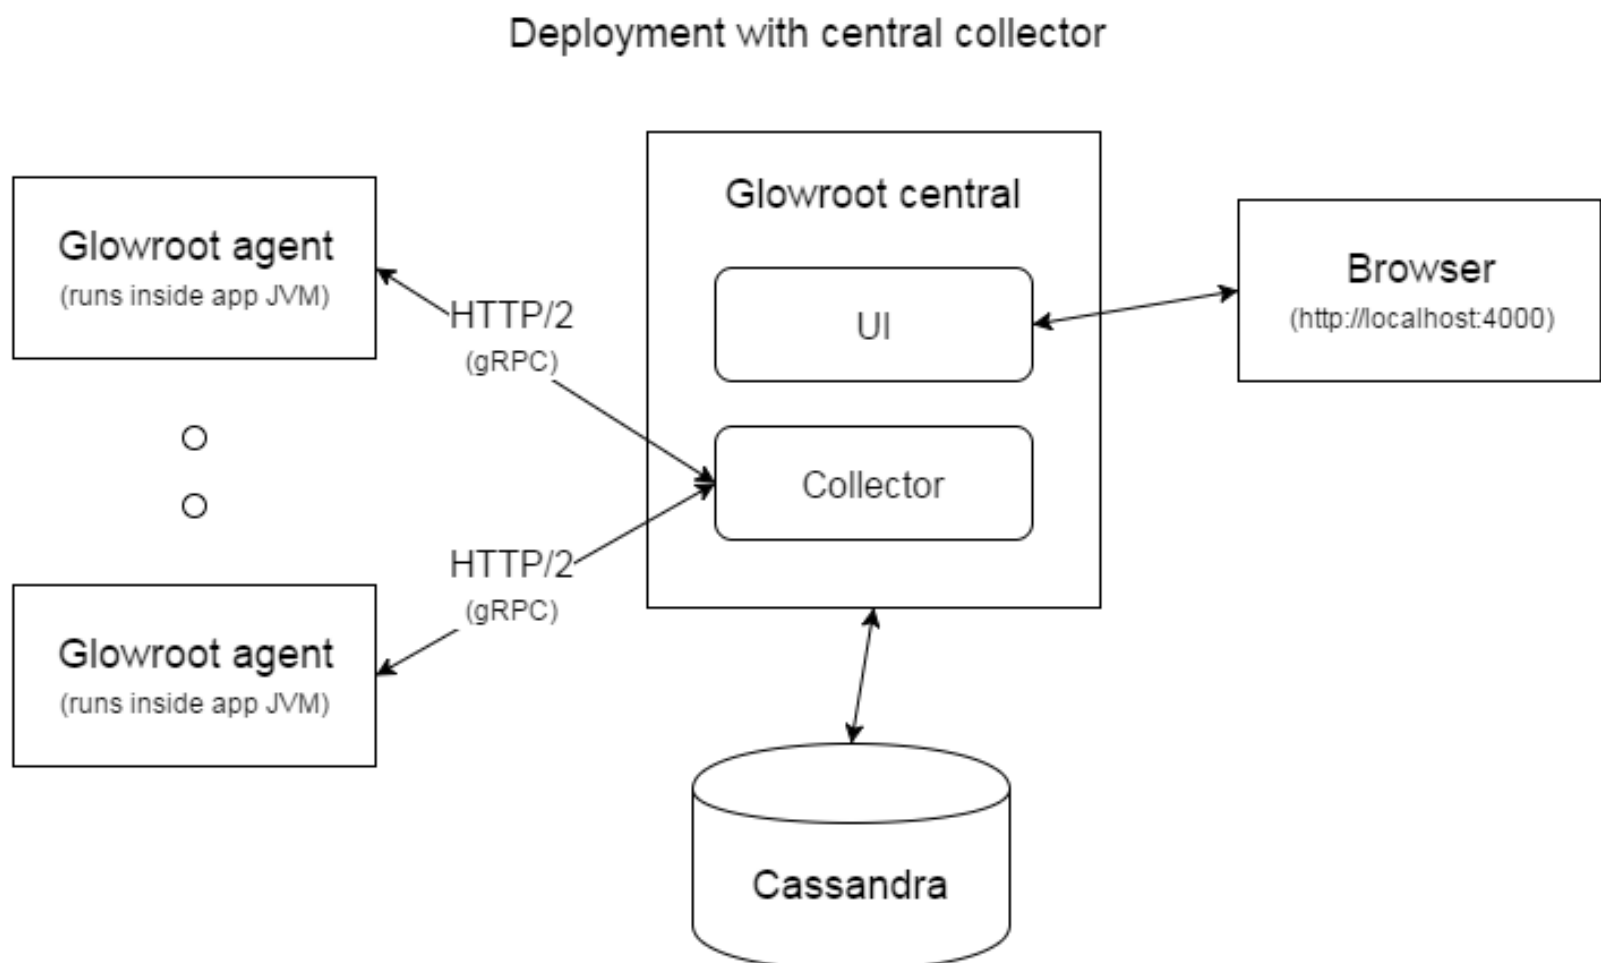 Deployment with central collector
Glowroot agent
(runs inside app JVM)
HTTP/2
(gRPC)
HTTP/2
(gRPC)
Glowroot agent
(runs inside app JVM)
Glowroot central
UI
Collector
Browser
(http://localhost:4000)
Cassandra